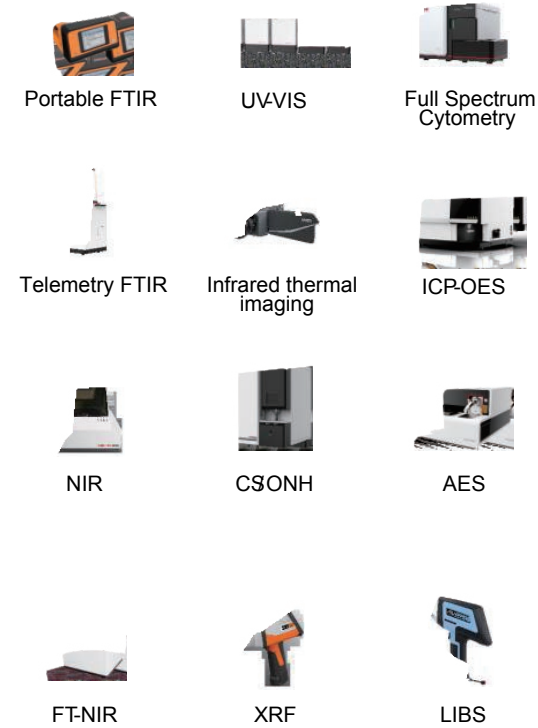 Portable FTIR
UV-VIS
Full Spectrum
Cytometry
Telemetry FTIR
Infrared thermal
imaging
ICP-OES
NIR
CS/ONH
AES
FT-NIR
XRF
LIBS